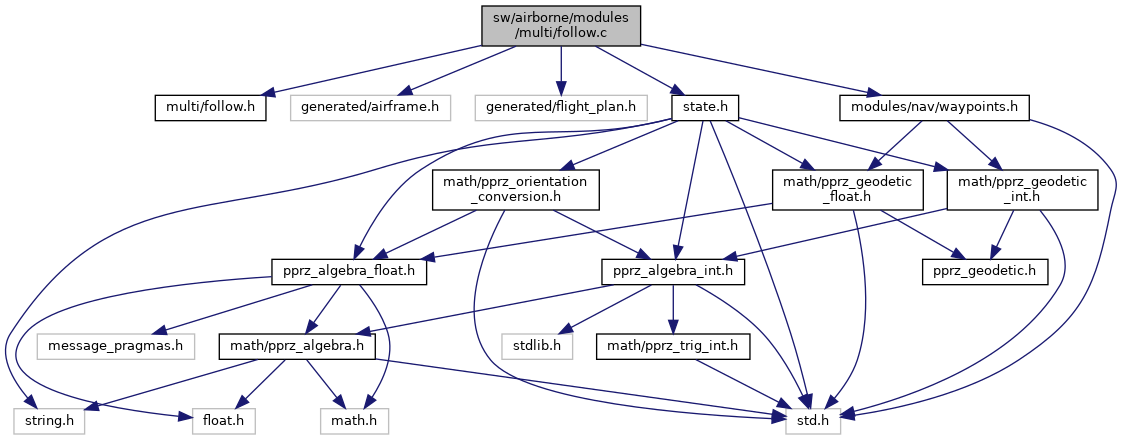 sw/airborne/modules
/multi/follow.c
multi/follow.h
generated/airframe.h
generated/flight_plan.h
state.h
modules/nav/waypoints.h
math/pprz_orientation
_conversion.h
math/pprz_geodetic
_float.h
math/pprz_geodetic
_int.h
pprz_algebra_float.h
pprz_algebra_int.h
pprz_geodetic.h
message_pragmas.h
math/pprz_algebra.h
stdlib.h
math/pprz_trig_int.h
string.h
float.h
math.h
std.h